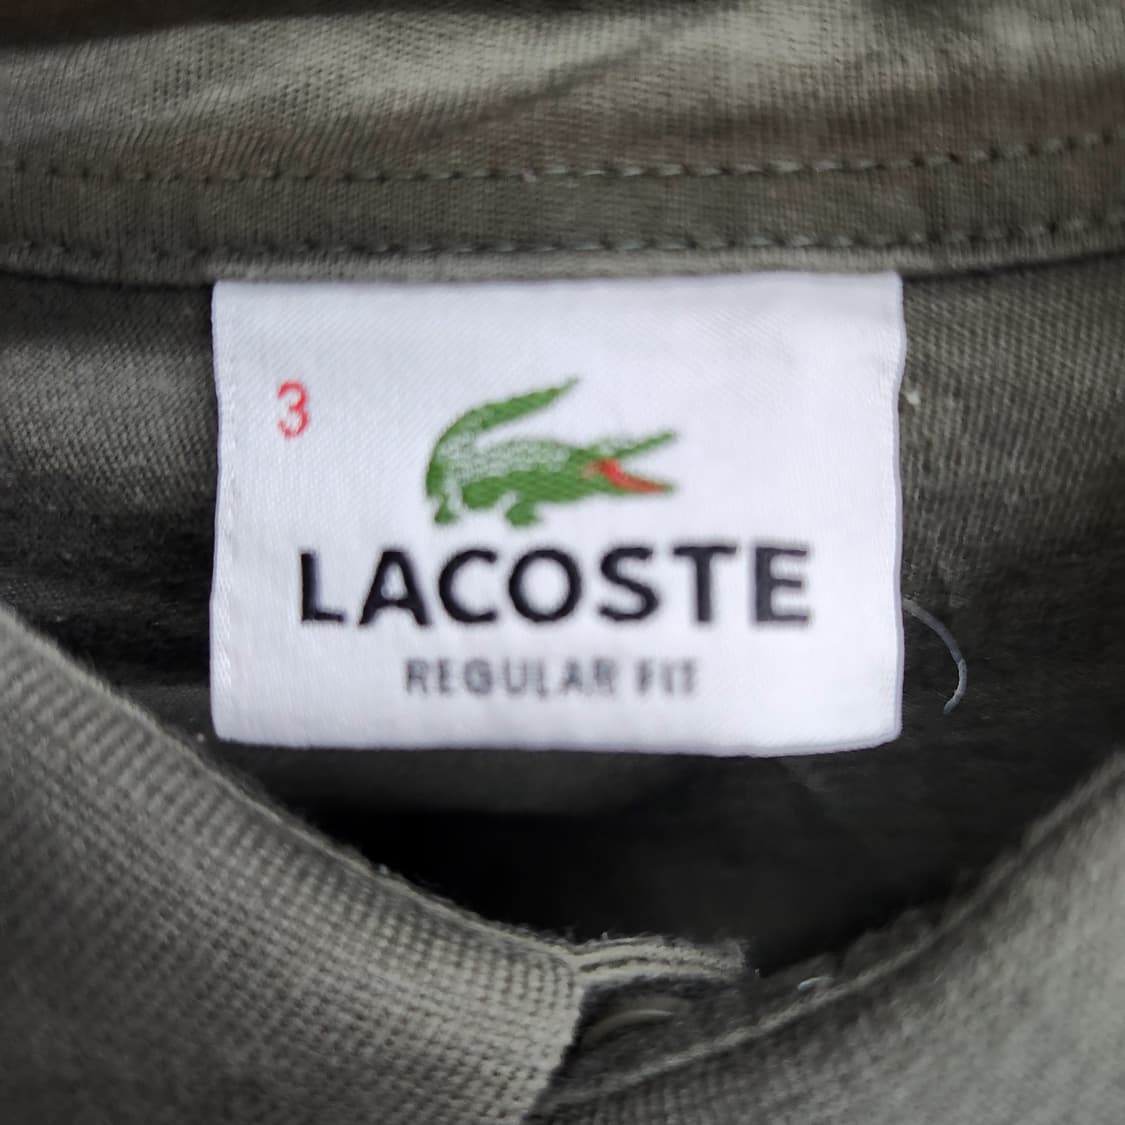 3
LACOSTE
REGULAR FIT